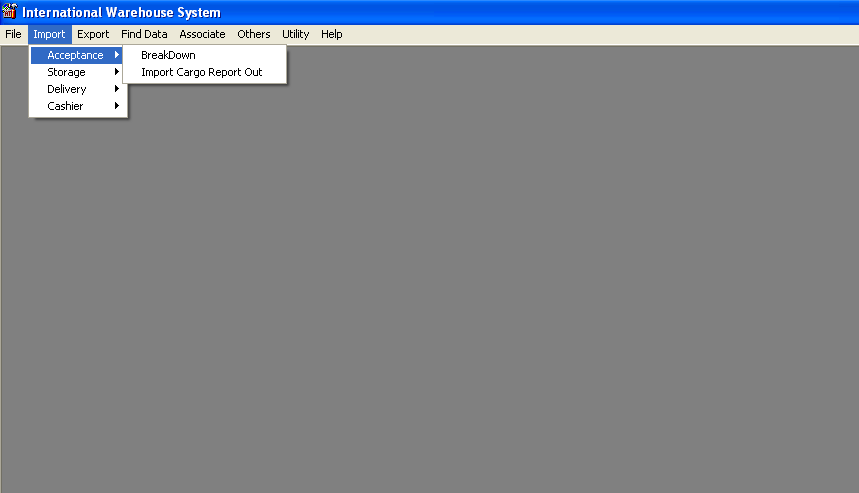 International Warehouse System
File Import Export Find Data Associate Others Utility Help
Acceptance
Storage
Delivery
Cashier
BreakDown
Import Cargo Report Out